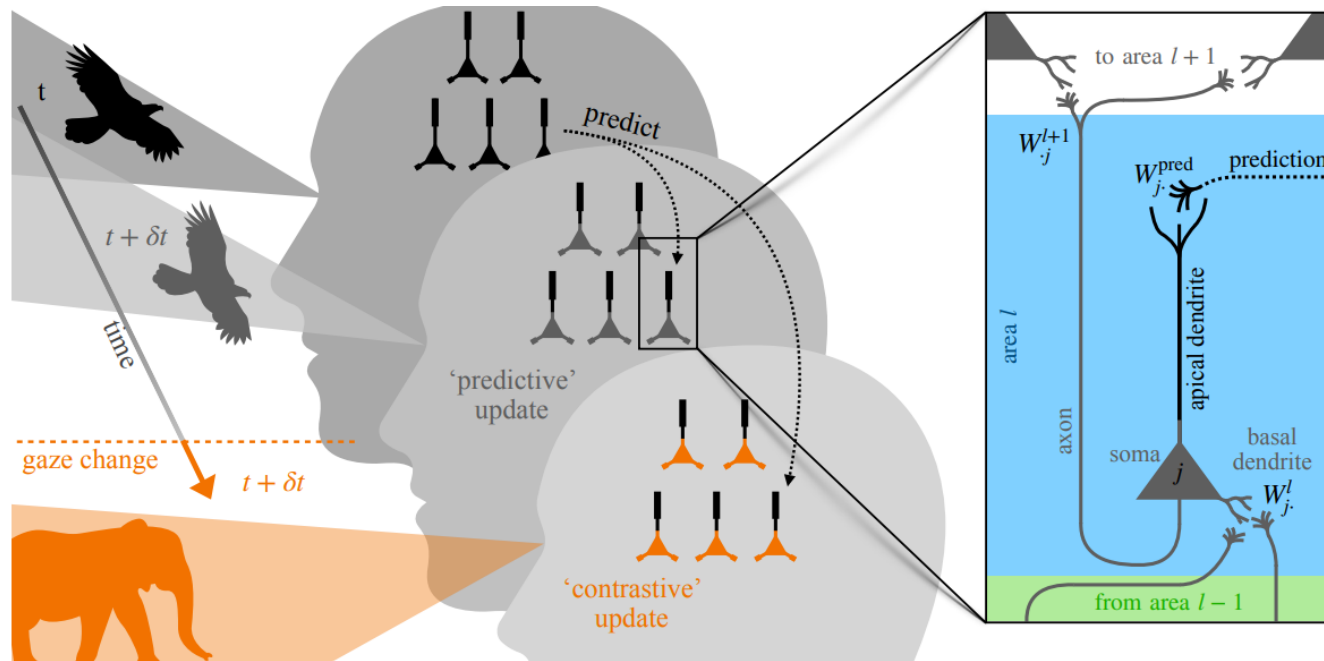 t
predict
t + δt
time
'predictive'
update
gaze change
t + δt
'contrastive'
update
to area l + 1
W^{l+1}_{·j}
W^{pred}_{j·}
prediction
area l
apical dendrite
axon
soma
j
basal
dendrite
W^{l}_{j·}
from area l − 1